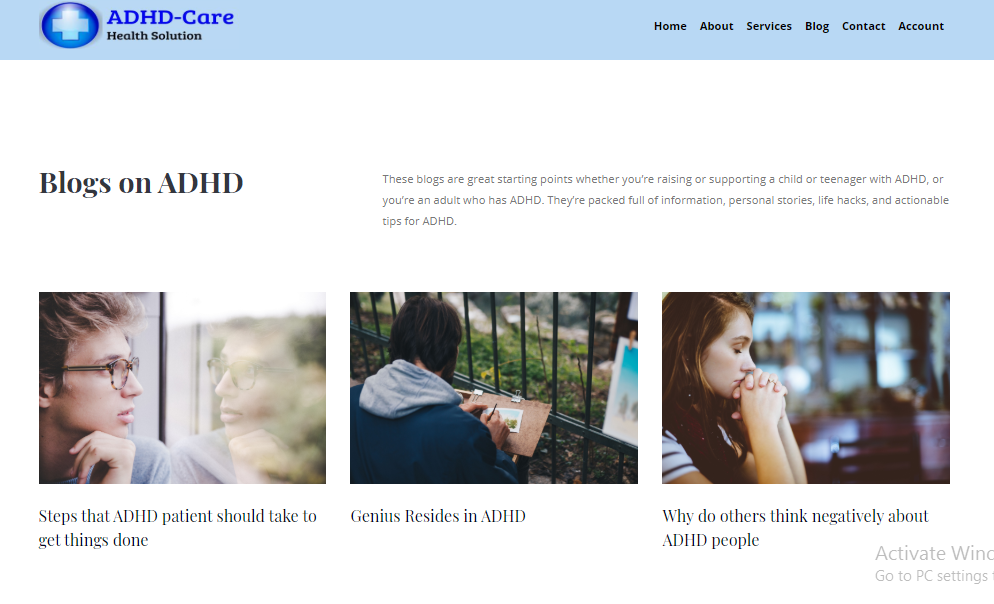 ADHD-Care
Health Solution
Home About Services Blog Contact Account
Blogs on ADHD
These blogs are great starting points whether you're raising or supporting a child or teenager with ADHD, or
you're an adult who has ADHD. They're packed full of information, personal stories, life hacks, and actionable
tips for ADHD.
Steps that ADHD patient should take to
get things done
Genius Resides in ADHD
Why do others think negatively about
ADHD people
Activate Winc
Go to PC settings t